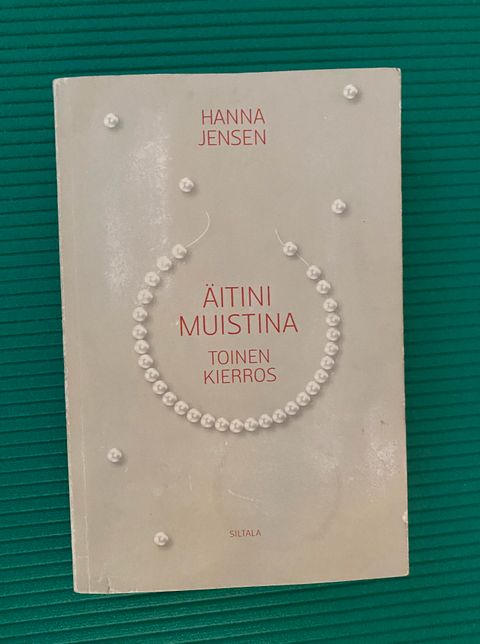 HANNA
JENSEN
ÄITINI
MUISTINA
TOINEN
KIERROS
SILTALA